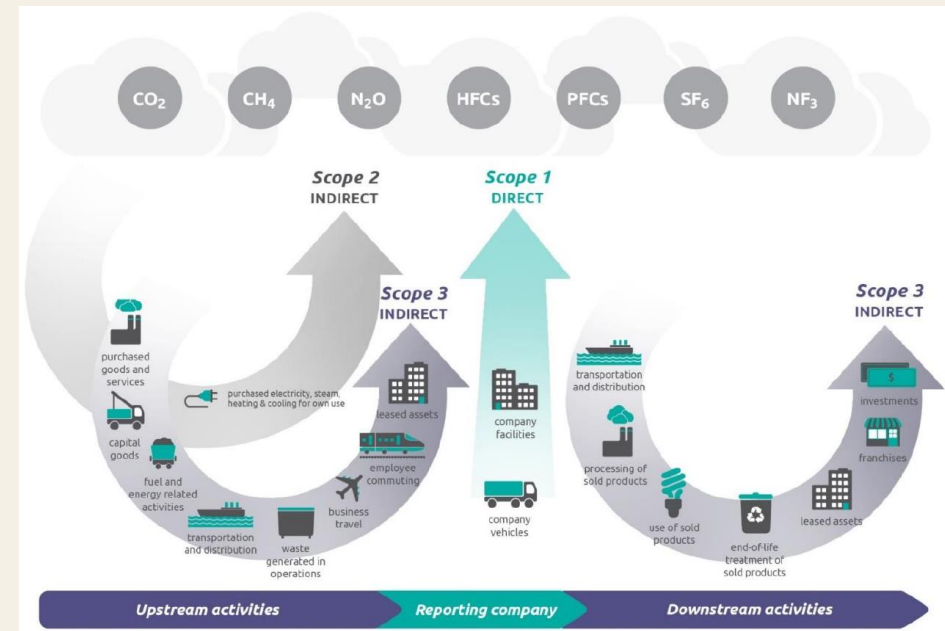 CO₂
CH₄
N₂O
HFCs
PFCs
SF₆
NF₃
Scope 2
INDIRECT
Scope 1
DIRECT
Scope 3
INDIRECT
Scope 3
INDIRECT
purchased
goods and
services
capital
goods
fuel and
energy related
activities
transportation
and distribution
waste
generated in
operations
business
travel
employee
commuting
leased assets
purchased electricity, steam,
heating & cooling for own use
company
facilities
company
vehicles
transportation
and distribution
processing of
sold products
use of sold
products
end-of-life
treatment of
sold products
leased assets
franchises
$
investments
Upstream activities
Reporting company
Downstream activities